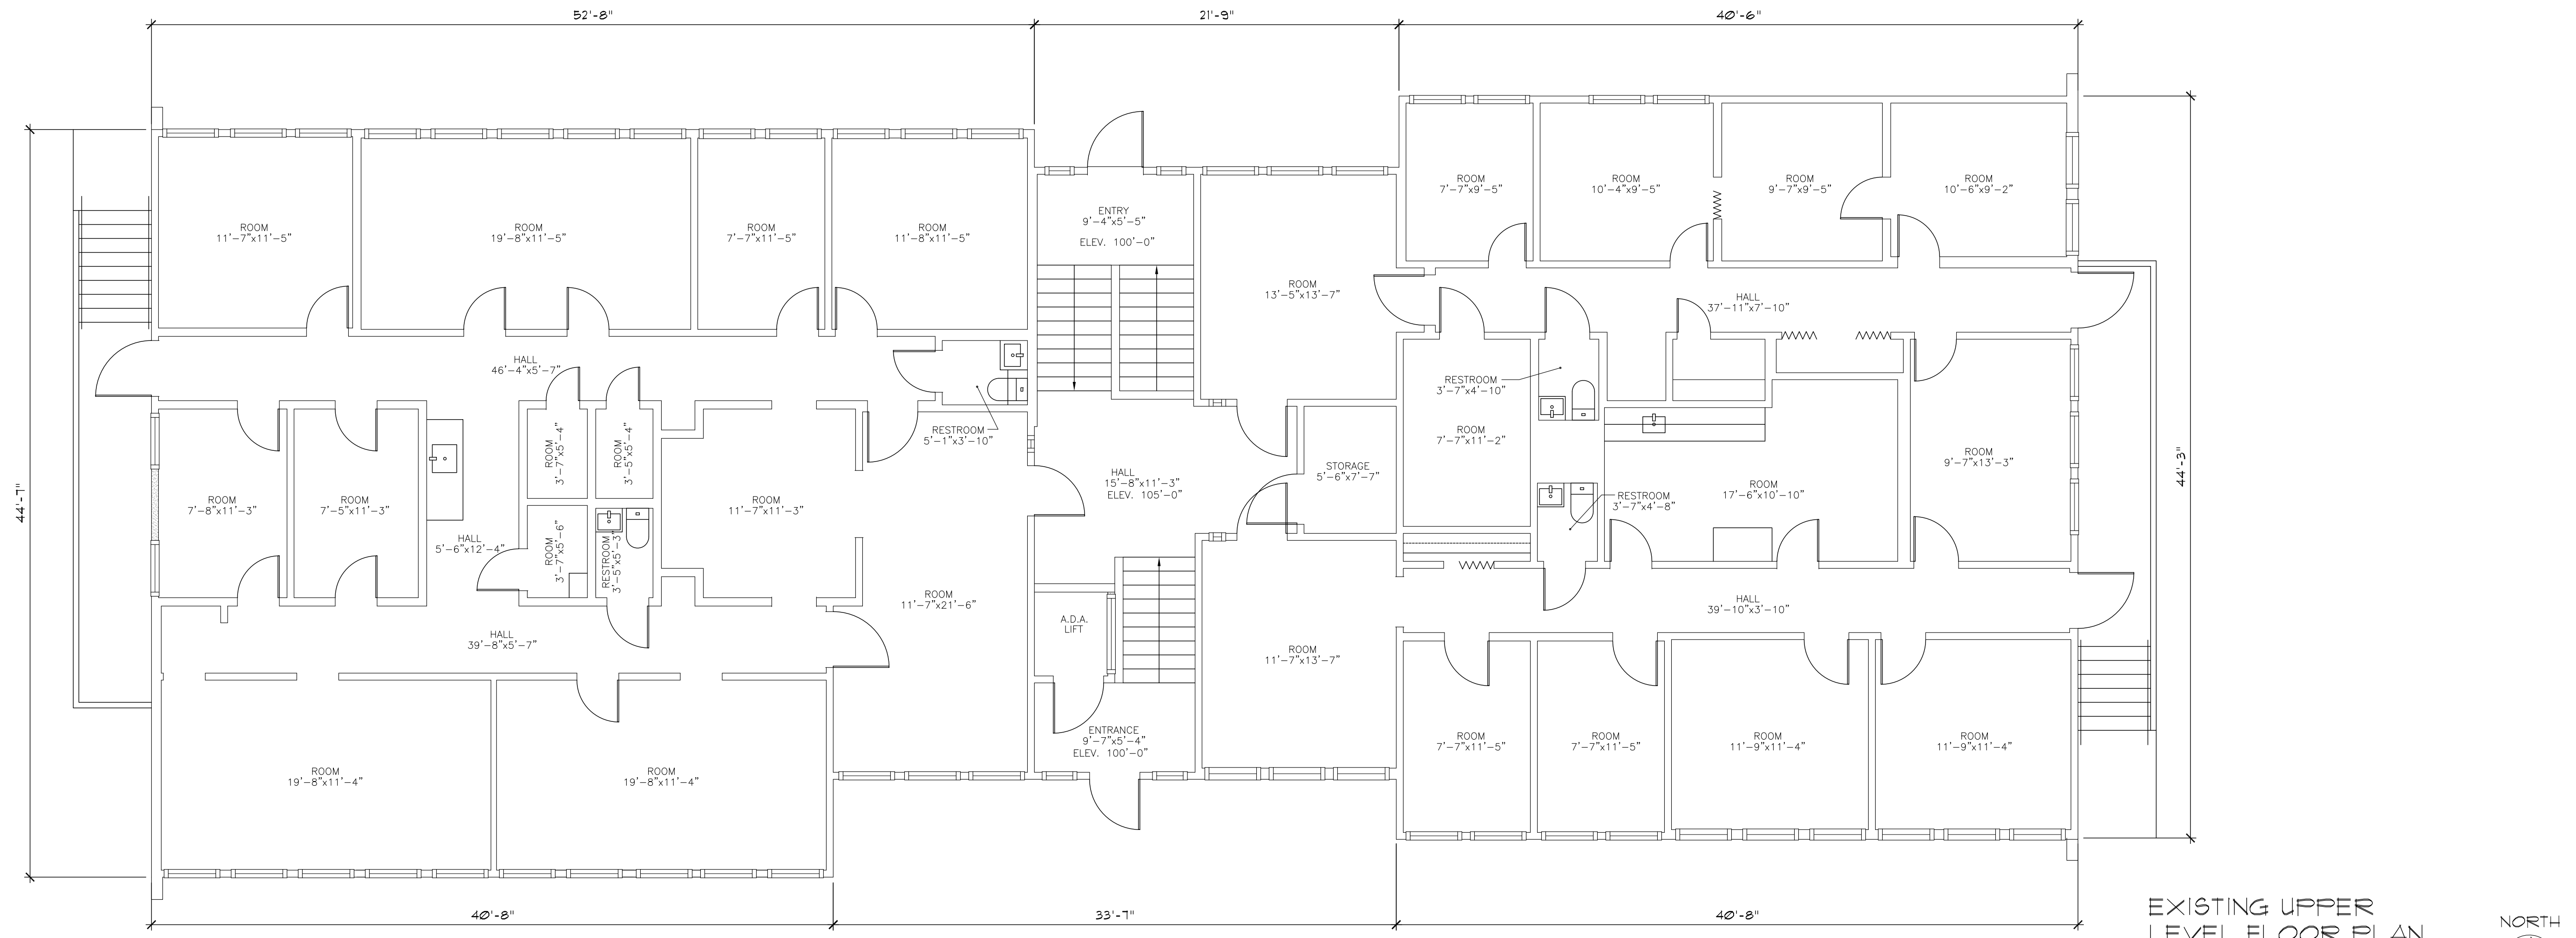 52'-8"
21'-9"
40'-6"
44'-7"
44'-3"
ROOM
11'-7"x11'-5"
ROOM
19'-8"x11'-5"
ROOM
7'-7"x11'-5"
ROOM
11'-8"x11'-5"
ENTRY
9'-4"x5'-5"
ELEV. 100'-0"
ROOM
13'-5"x13'-7"
ROOM
7'-7"x9'-5"
ROOM
10'-4"x9'-5"
ROOM
9'-7"x9'-5"
ROOM
10'-6"x9'-2"
HALL
37'-11"x7'-10"
HALL
46'-4"x5'-7"
RESTROOM
5'-1"x3'-10"
RESTROOM
3'-7"x4'-10"
ROOM
7'-8"x11'-3"
ROOM
7'-5"x11'-3"
HALL
5'-6"x12'-4"
ROOM
3'-7"x5'-4"
ROOM
3'-5"x5'-4"
ROOM
3'-7"x5'-6"
RESTROOM
3'-5"x5'-3"
ROOM
11'-7"x11'-3"
HALL
15'-8"x11'-3"
ELEV. 105'-0"
STORAGE
5'-6"x7'-7"
ROOM
7'-7"x11'-2"
RESTROOM
3'-7"x4'-8"
ROOM
17'-6"x10'-10"
ROOM
9'-7"x13'-3"
ROOM
11'-7"x21'-6"
A.D.A.
LIFT
HALL
39'-8"x5'-7"
HALL
39'-10"x3'-10"
ROOM
11'-7"x13'-7"
ENTRANCE
9'-7"x5'-4"
ELEV. 100'-0"
ROOM
19'-8"x11'-4"
ROOM
19'-8"x11'-4"
ROOM
7'-7"x11'-5"
ROOM
7'-7"x11'-5"
ROOM
11'-9"x11'-4"
ROOM
11'-9"x11'-4"
40'-8"
33'-7"
40'-8"
EXISTING UPPER
LEVEL FLOOR PLAN
NORTH